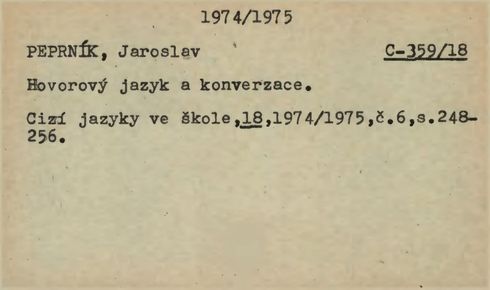 1974/1975
PEPRNÍK, Jaroslav C-359/18
Hovorový jazyk a konverzace.
Cizí jazyky ve škole,18,1974/1975,č.6,s.248-
256.